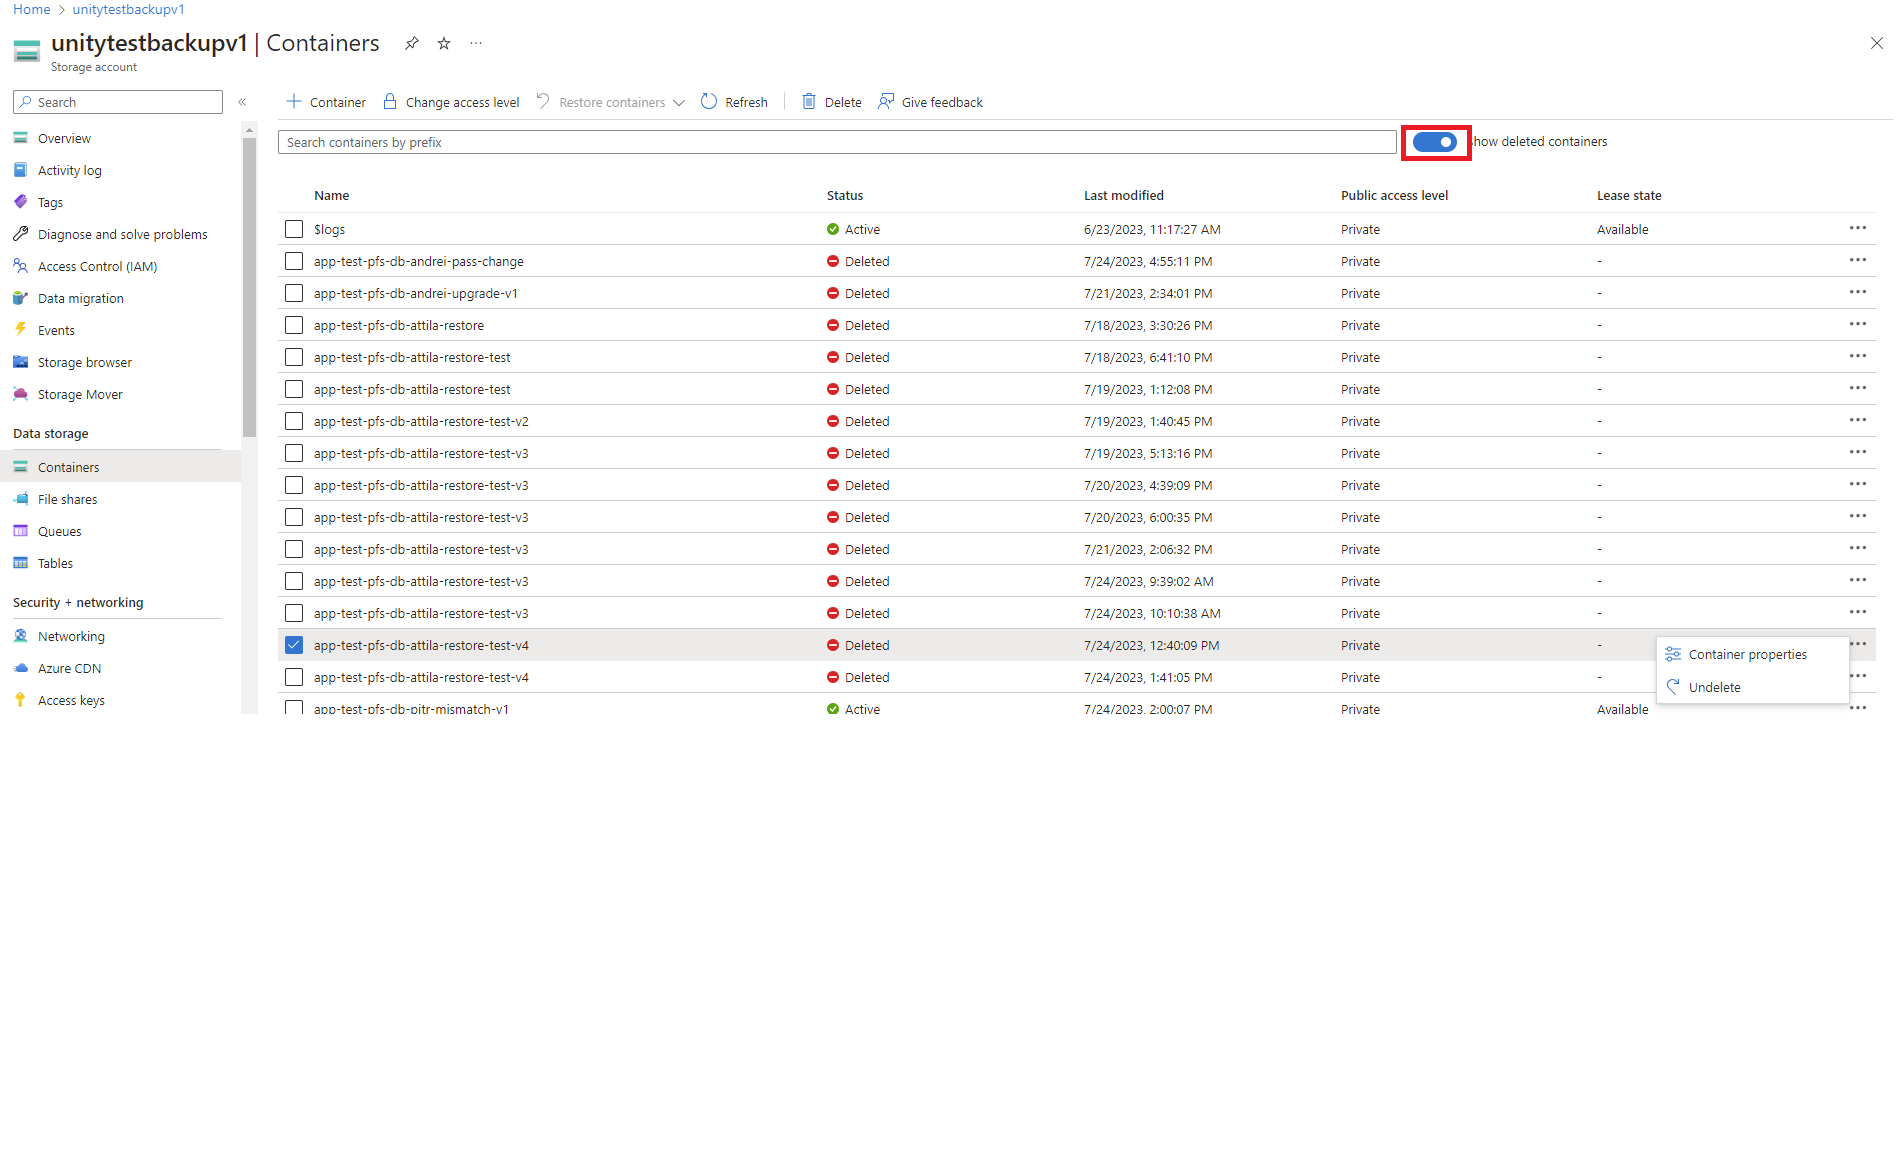 Home > unitytestbackupv1
unitytestbackupv1 | Containers
Storage account
Search
Container
Change access level
Restore containers
Refresh
Delete
Give feedback
Search containers by prefix
how deleted containers
Overview
Activity log
Tags
Diagnose and solve problems
Access Control (IAM)
Data migration
Events
Storage browser
Storage Mover
Data storage
Containers
File shares
Queues
Tables
Security + networking
Networking
Azure CDN
Access keys
Name Status Last modified Public access level Lease state
$logs Active 6/23/2023, 11:17:27 AM Private Available
app-test-pfs-db-andrei-pass-change Deleted 7/24/2023, 4:55:11 PM Private -
app-test-pfs-db-andrei-upgrade-v1 Deleted 7/21/2023, 2:34:01 PM Private -
app-test-pfs-db-attila-restore Deleted 7/18/2023, 3:30:26 PM Private -
app-test-pfs-db-attila-restore-test Deleted 7/18/2023, 6:41:10 PM Private -
app-test-pfs-db-attila-restore-test Deleted 7/19/2023, 1:12:08 PM Private -
app-test-pfs-db-attila-restore-test-v2 Deleted 7/19/2023, 1:40:45 PM Private -
app-test-pfs-db-attila-restore-test-v3 Deleted 7/19/2023, 5:13:16 PM Private -
app-test-pfs-db-attila-restore-test-v3 Deleted 7/20/2023, 4:39:09 PM Private -
app-test-pfs-db-attila-restore-test-v3 Deleted 7/20/2023, 6:00:35 PM Private -
app-test-pfs-db-attila-restore-test-v3 Deleted 7/21/2023, 2:06:32 PM Private -
app-test-pfs-db-attila-restore-test-v3 Deleted 7/24/2023, 9:39:02 AM Private -
app-test-pfs-db-attila-restore-test-v3 Deleted 7/24/2023, 10:10:38 AM Private -
app-test-pfs-db-attila-restore-test-v4 Deleted 7/24/2023, 12:40:09 PM Private -
app-test-pfs-db-attila-restore-test-v4 Deleted 7/24/2023, 1:41:05 PM Private -
app-test-pfs-db-pitr-mismatch-v1 Active 7/24/2023, 2:00:07 PM Private Available
Container properties
Undelete